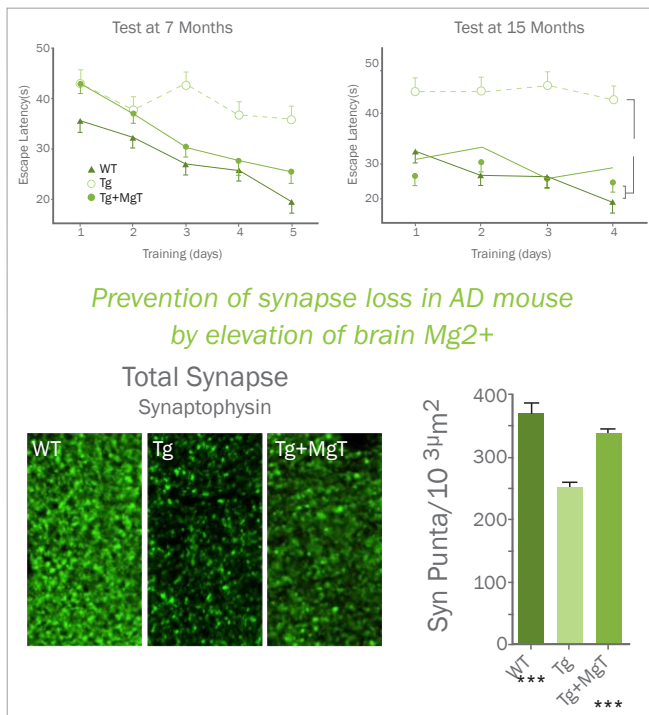 Test at 7 Months
Test at 15 Months
Escape Latency(s)
50
40
30
20
WT
Tg
Tg+MgT
1 2 3 4 5
Training (days)
Escape Latency(s)
50
40
30
20
1 2 3 4
Training (days)
Prevention of synapse loss in AD mouse
by elevation of brain Mg2+
Total Synapse
Synaptophysin
WT
Tg
Tg+MgT
Syn Punta/10 3µm2
400
350
300
250
100
0
WT
***
Tg
Tg+MgT
***